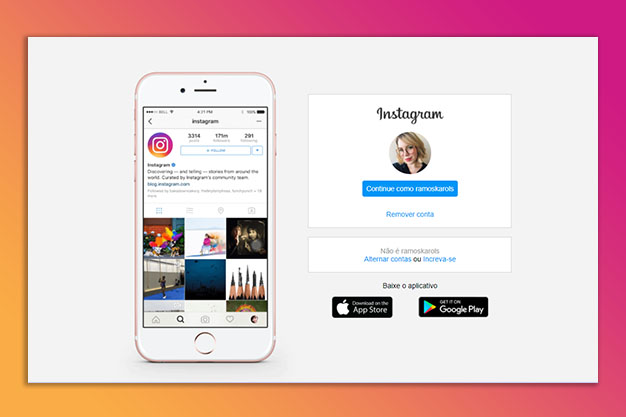 BELL
4:21 PM
100%
instagram
3314
171m
291
posts
followers
following
+ FOLLOW
Instagram
Discovering — and telling — stories from around the
world. Curated by Instagram's community team.
blog.instagram.com
Followed by
Instagram
Continue como ramoskarols
Remover conta
Não é ramoskarols
Alternar contas ou Increva-se
Baixe o aplicativo
Download on the
App Store
GET IT ON
Google Play